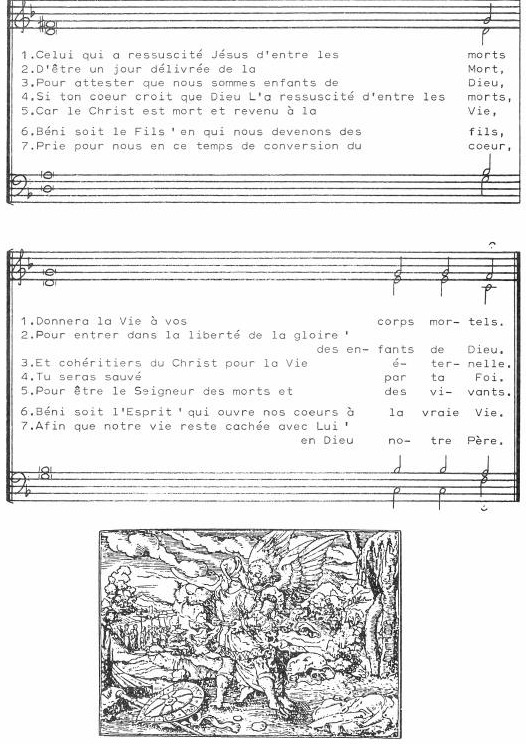 1.Celui qui a ressuscité Jésus d'entre les morts
2.D'être un jour délivrée de la Mort,
3.Pour attester que nous sommes enfants de Dieu,
4.Si ton coeur croit que Dieu L'a ressuscité d'entre les morts,
5.Car le Christ est mort et revenu à la Vie,
6.Béni soit le Fils ' en qui nous devenons des fils,
7.Prie pour nous en ce temps de conversion du coeur,
1.Donnera la Vie à vos corps mor- tels.
2.Pour entrer dans la liberté de la gloire '
des en- fants de Dieu.
3.Et cohéritiers du Christ pour la Vie é- ter- nelle.
4.Tu seras sauvé par ta Foi.
5.Pour être le Seigneur des morts et des vi- vants.
6.Béni soit l'Esprit ' qui ouvre nos coeurs à la vraie Vie.
7.Afin que notre vie reste cachée avec Lui '
en Dieu no- tre Père.